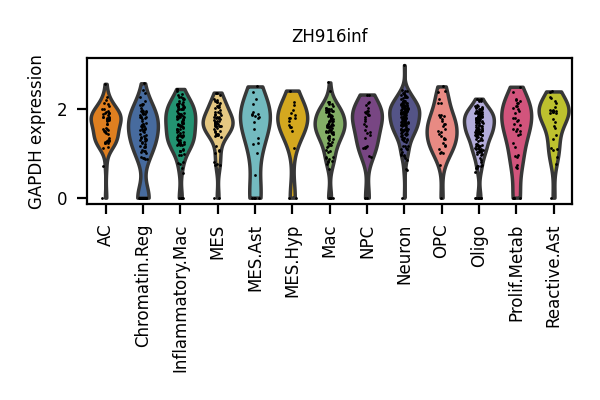 ZH916inf
GAPDH expression
2
0
AC
Chromatin.Reg
Inflammatory.Mac
MES
MES.Ast
MES.Hyp
Mac
NPC
Neuron
OPC
Oligo
Prolif.Metab
Reactive.Ast